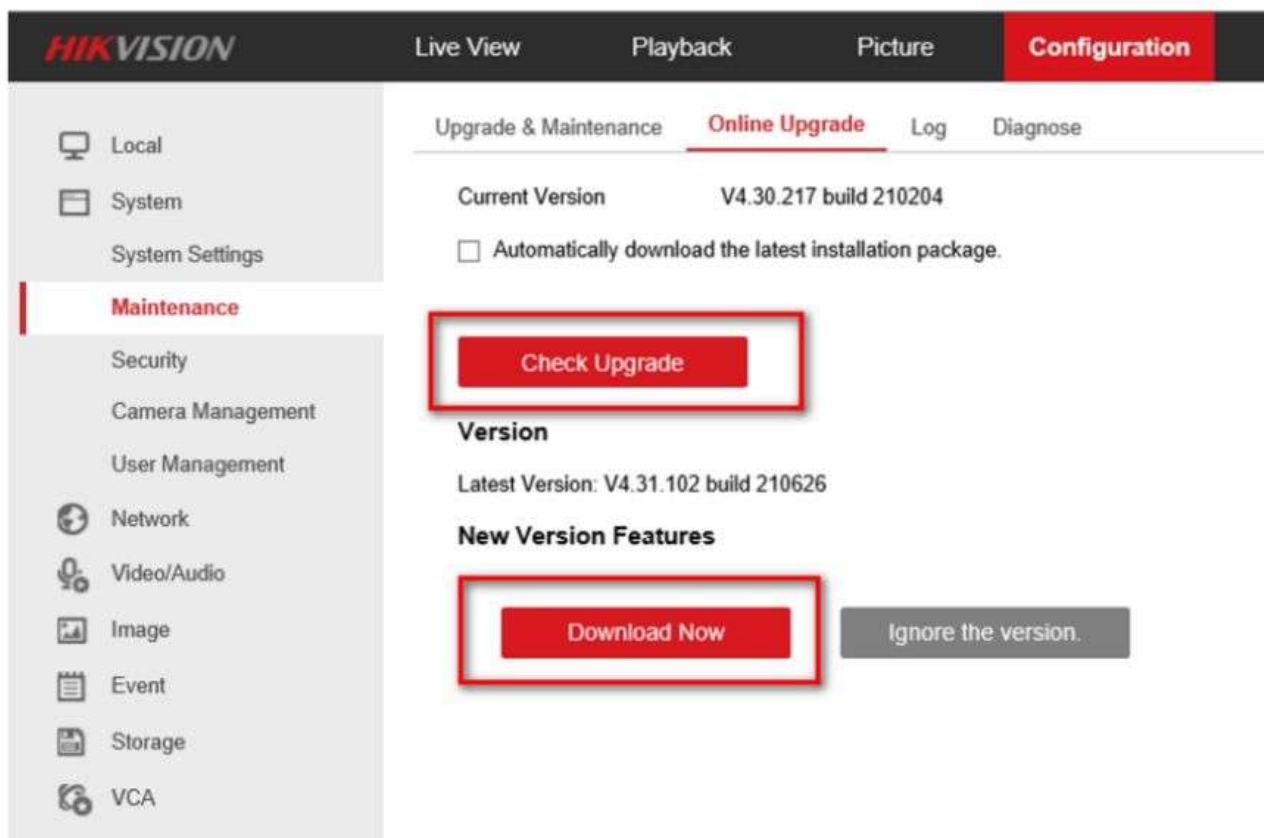 HIKVISION Live View Playback Picture Configuration
Local
System
System Settings
Maintenance
Security
Camera Management
User Management
Network
Video/Audio
Image
Event
Storage
VCA
Upgrade & Maintenance Online Upgrade Log Diagnose
Current Version V4.30.217 build 210204
Automatically download the latest installation package.
Check Upgrade
Version
Latest Version: V4.31.102 build 210626
New Version Features
Download Now Ignore the version.